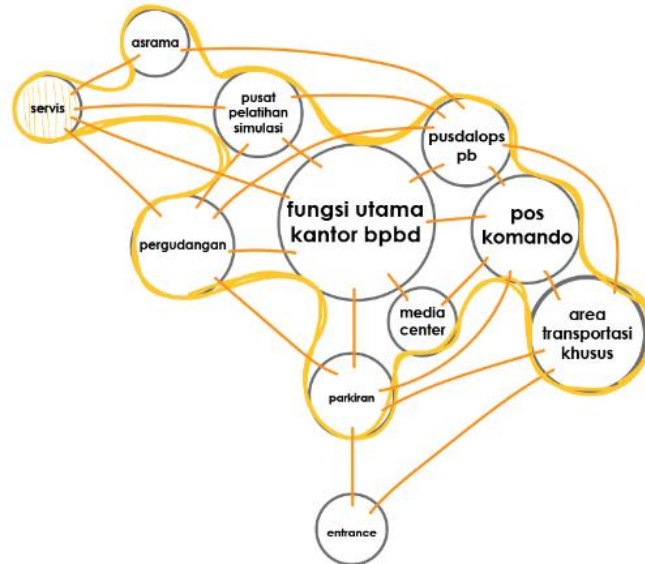 asrama
servis
pusat
pelatihan
simulasi
pusdalops
pb
fungsi utama
kantor bpbd
pos
komando
pergudangan
media
center
area
transportasi
khusus
parkiran
entrance